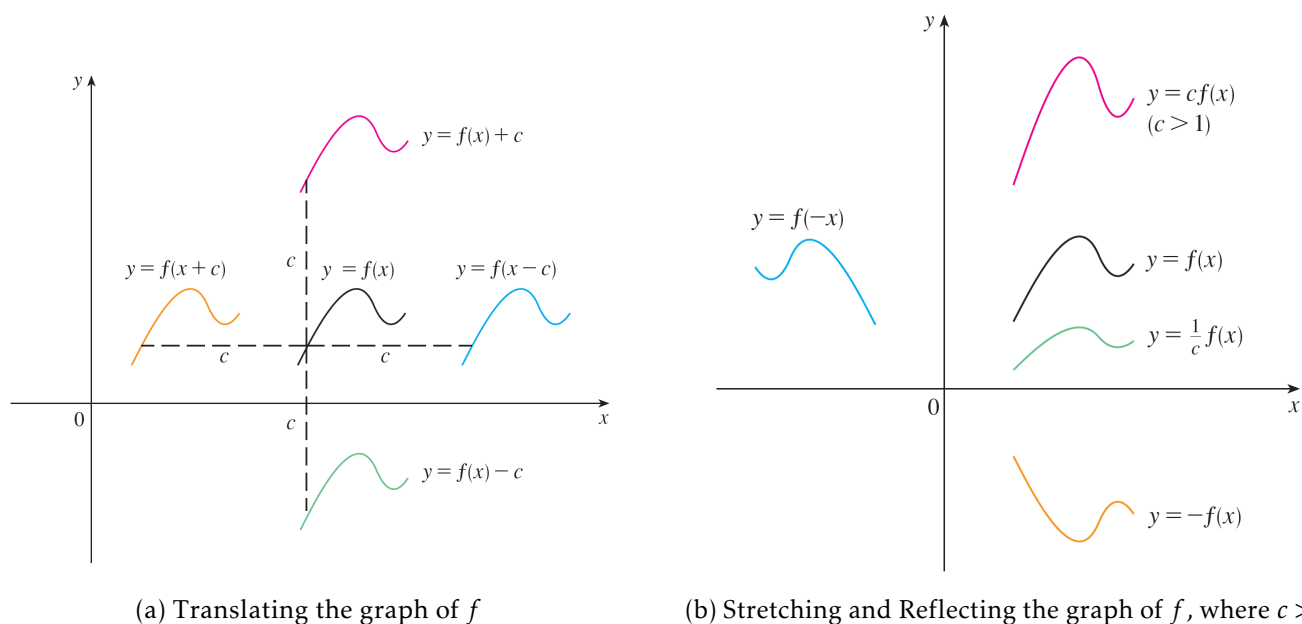 y
y = f(x) + c
c
y = f(x + c)
y = f(x)
y = f(x − c)
c
c
0
c
x
y = f(x) − c
(a) Translating the graph of f
y
y = cf(x)
(c > 1)
y = f(−x)
y = f(x)
y = 1/c f(x)
0
x
y = −f(x)
(b) Stretching and Reflecting the graph of f, where c >